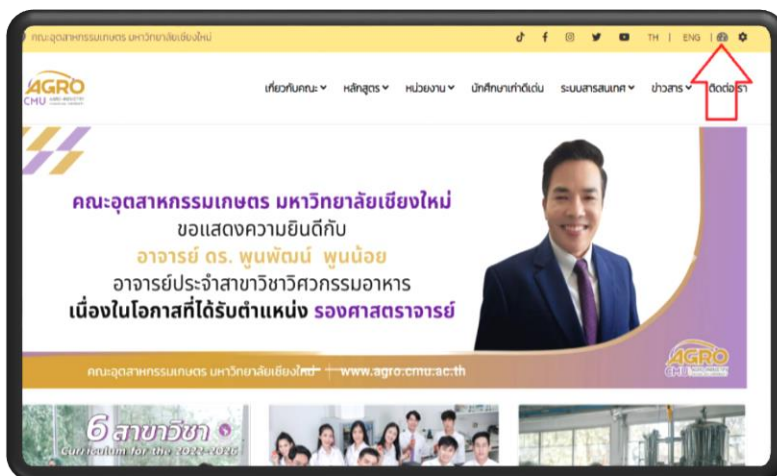 คณะอุตสาหกรรมเกษตร มหาวิทยาลัยเชียงใหม่
TH | ENG |
AGRO
CMU AGRO-INDUSTRY
เกี่ยวกับคณะ หลักสูตร หน่วยงาน นักศึกษาเก่าดีเด่น ระบบสารสนเทศ ข่าวสาร ติดต่อเรา
คณะอุตสาหกรรมเกษตร มหาวิทยาลัยเชียงใหม่
ขอแสดงความยินดีกับ
อาจารย์ ดร. พูนพัฒน์ พูนน้อย
อาจารย์ประจำสาขาวิชาวิศวกรรมอาหาร
เนื่องในโอกาสที่ได้รับตำแหน่ง รองศาสตราจารย์
คณะอุตสาหกรรมเกษตร มหาวิทยาลัยเชียงใหม่ www.agro.cmu.ac.th
AGRO
CMU
6 สาขาวิชา
Curriculum for the 2022-2026